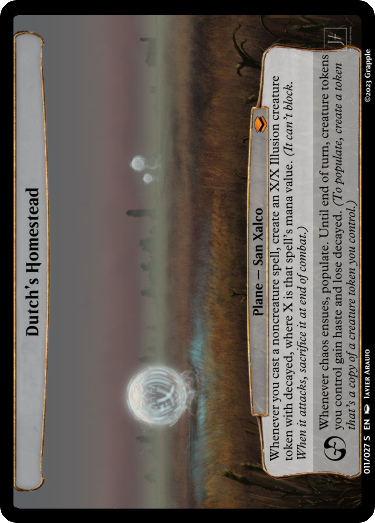 Dutch's Homestead
Plane — San Xalco
Whenever you cast a noncreature spell, create an X/X Illusion creature
token with decayed, where X is that spell's mana value. (It can't block.
When it attacks, sacrifice it at end of combat.)
Whenever chaos ensues, populate. Until end of turn, creature tokens
you control gain haste and lose decayed. (To populate, create a token
that's a copy of a creature token you control.)
011/027 S EN Javier Araujo
©2023 Grapple